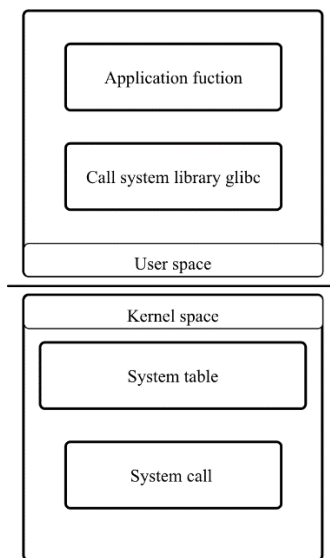 Application fuction
Call system library glibc
User space
Kernel space
System table
System call